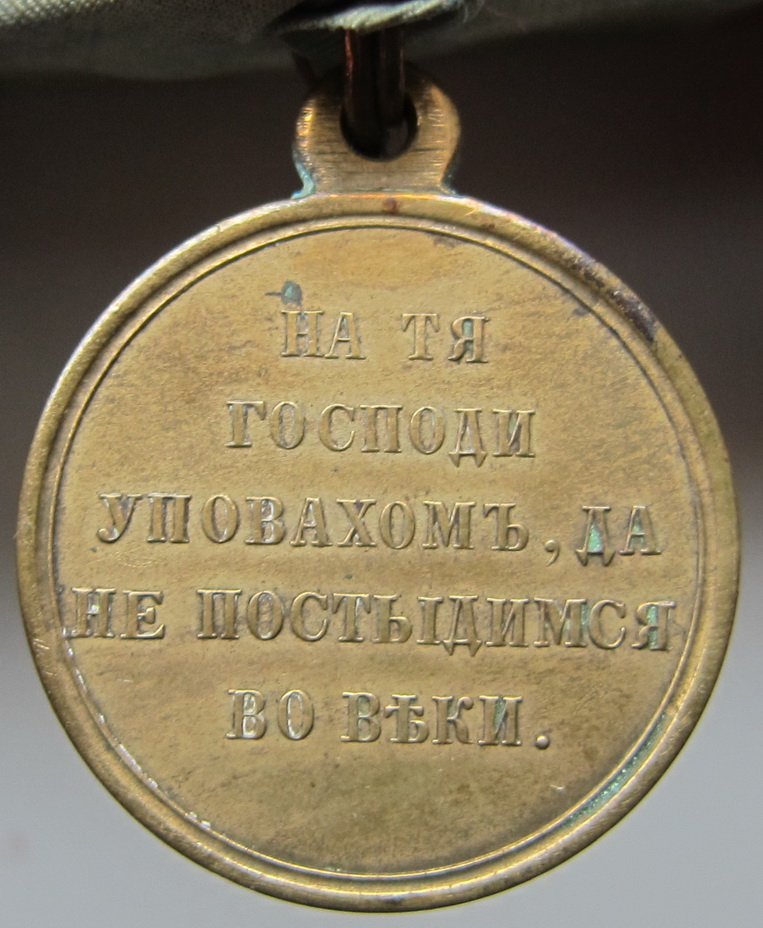 НА ТЯ
ГОСПОДИ
УПОВАХОМЪ, ДА
НЕ ПОСТЫДИМСЯ
ВО ВѢКИ.